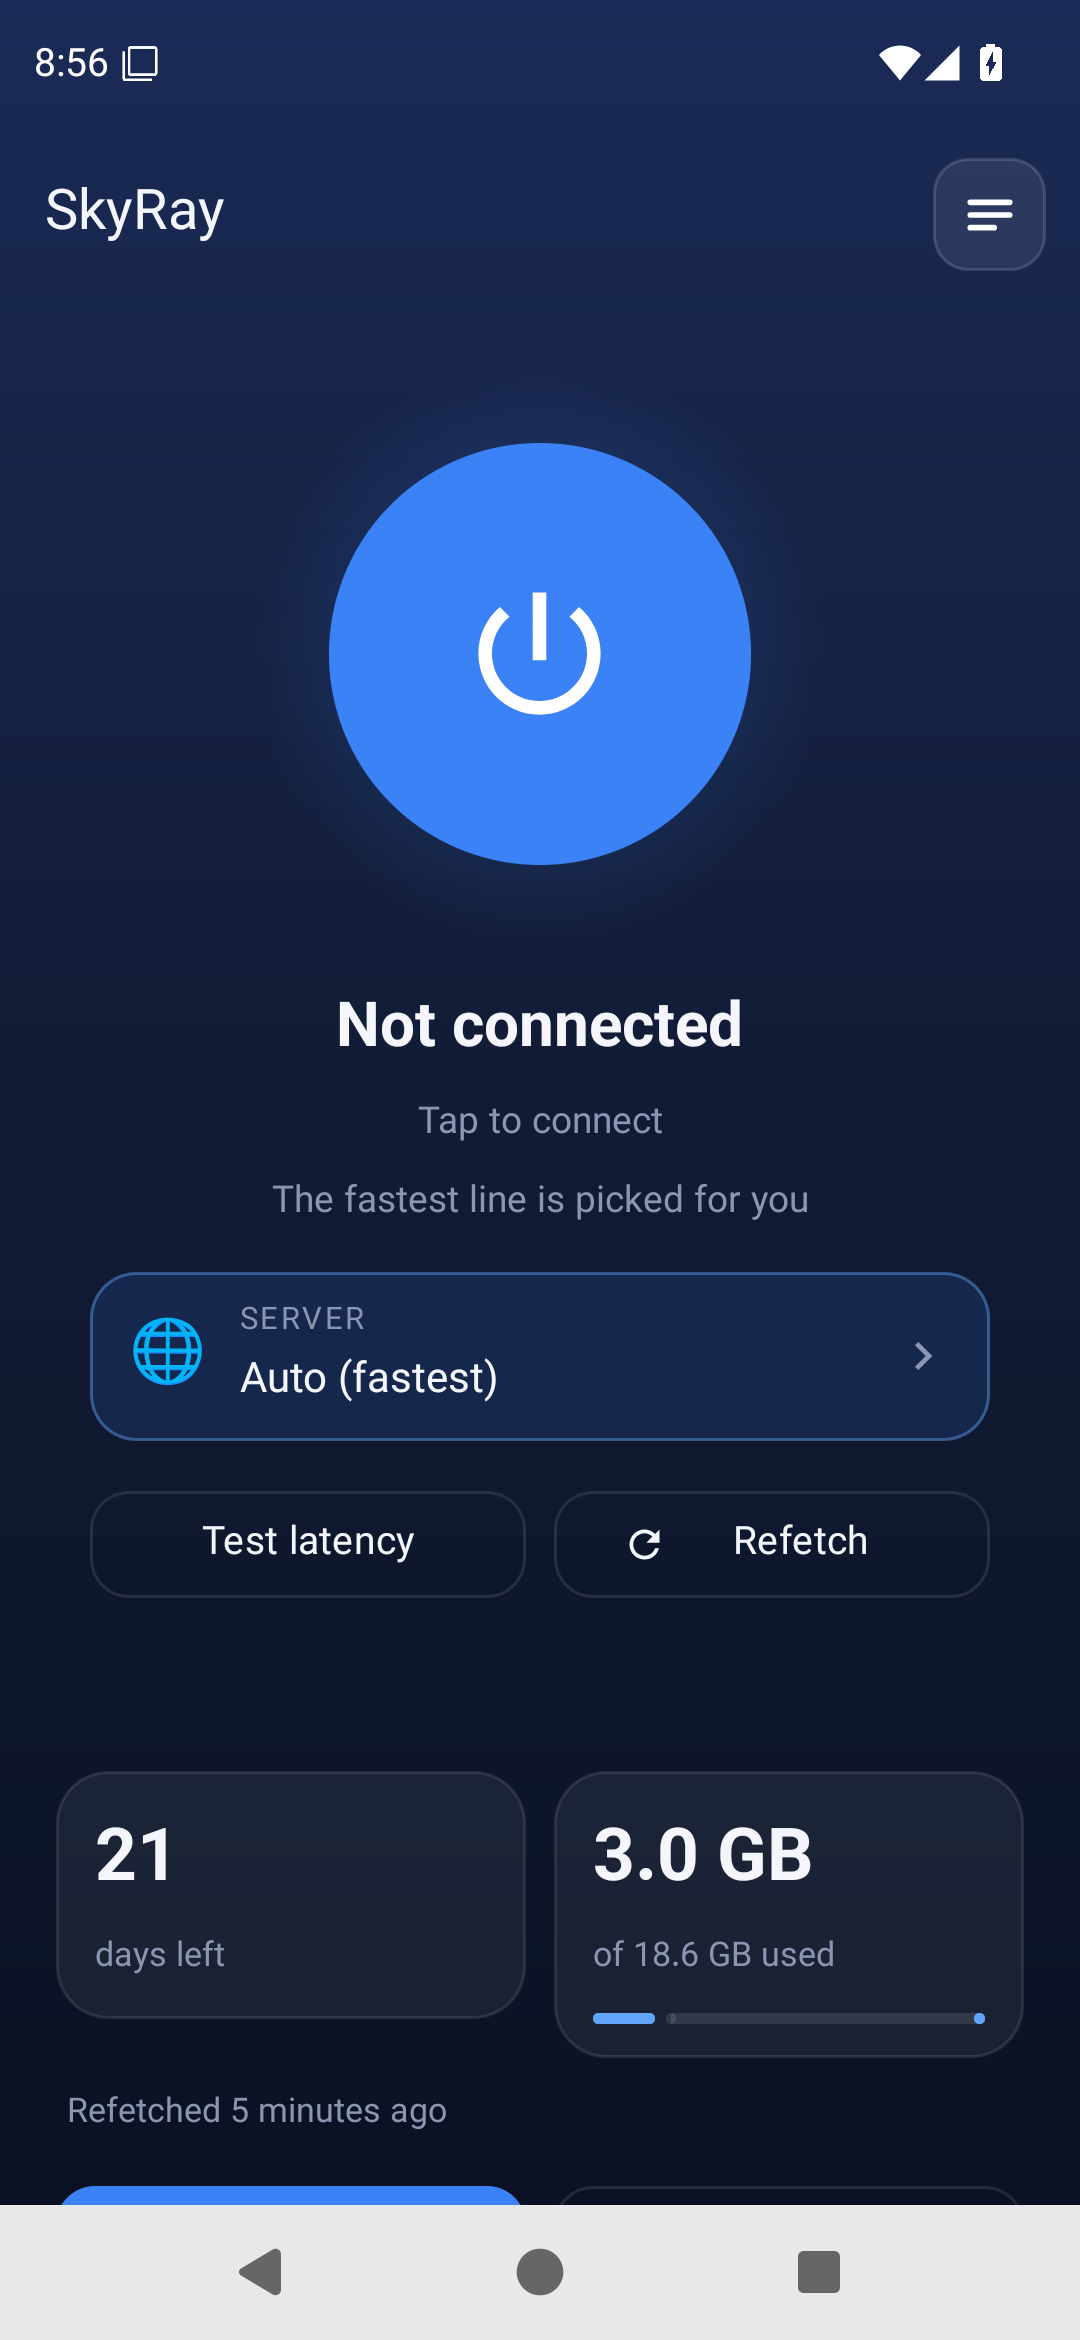 8:56
SkyRay
Not connected
Tap to connect
The fastest line is picked for you
SERVER
Auto (fastest)
Test latency
Refetch
21
days left
3.0 GB
of 18.6 GB used
Refetched 5 minutes ago